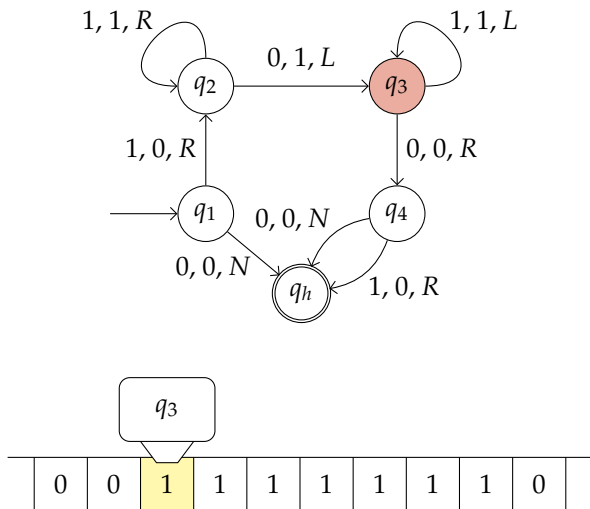 1, 1, R
1, 1, L
0, 1, L
q2
q3
1, 0, R
0, 0, R
q1
q4
0, 0, N
0, 0, N
qh
1, 0, R
q3
0 0 1 1 1 1 1 1 1 0